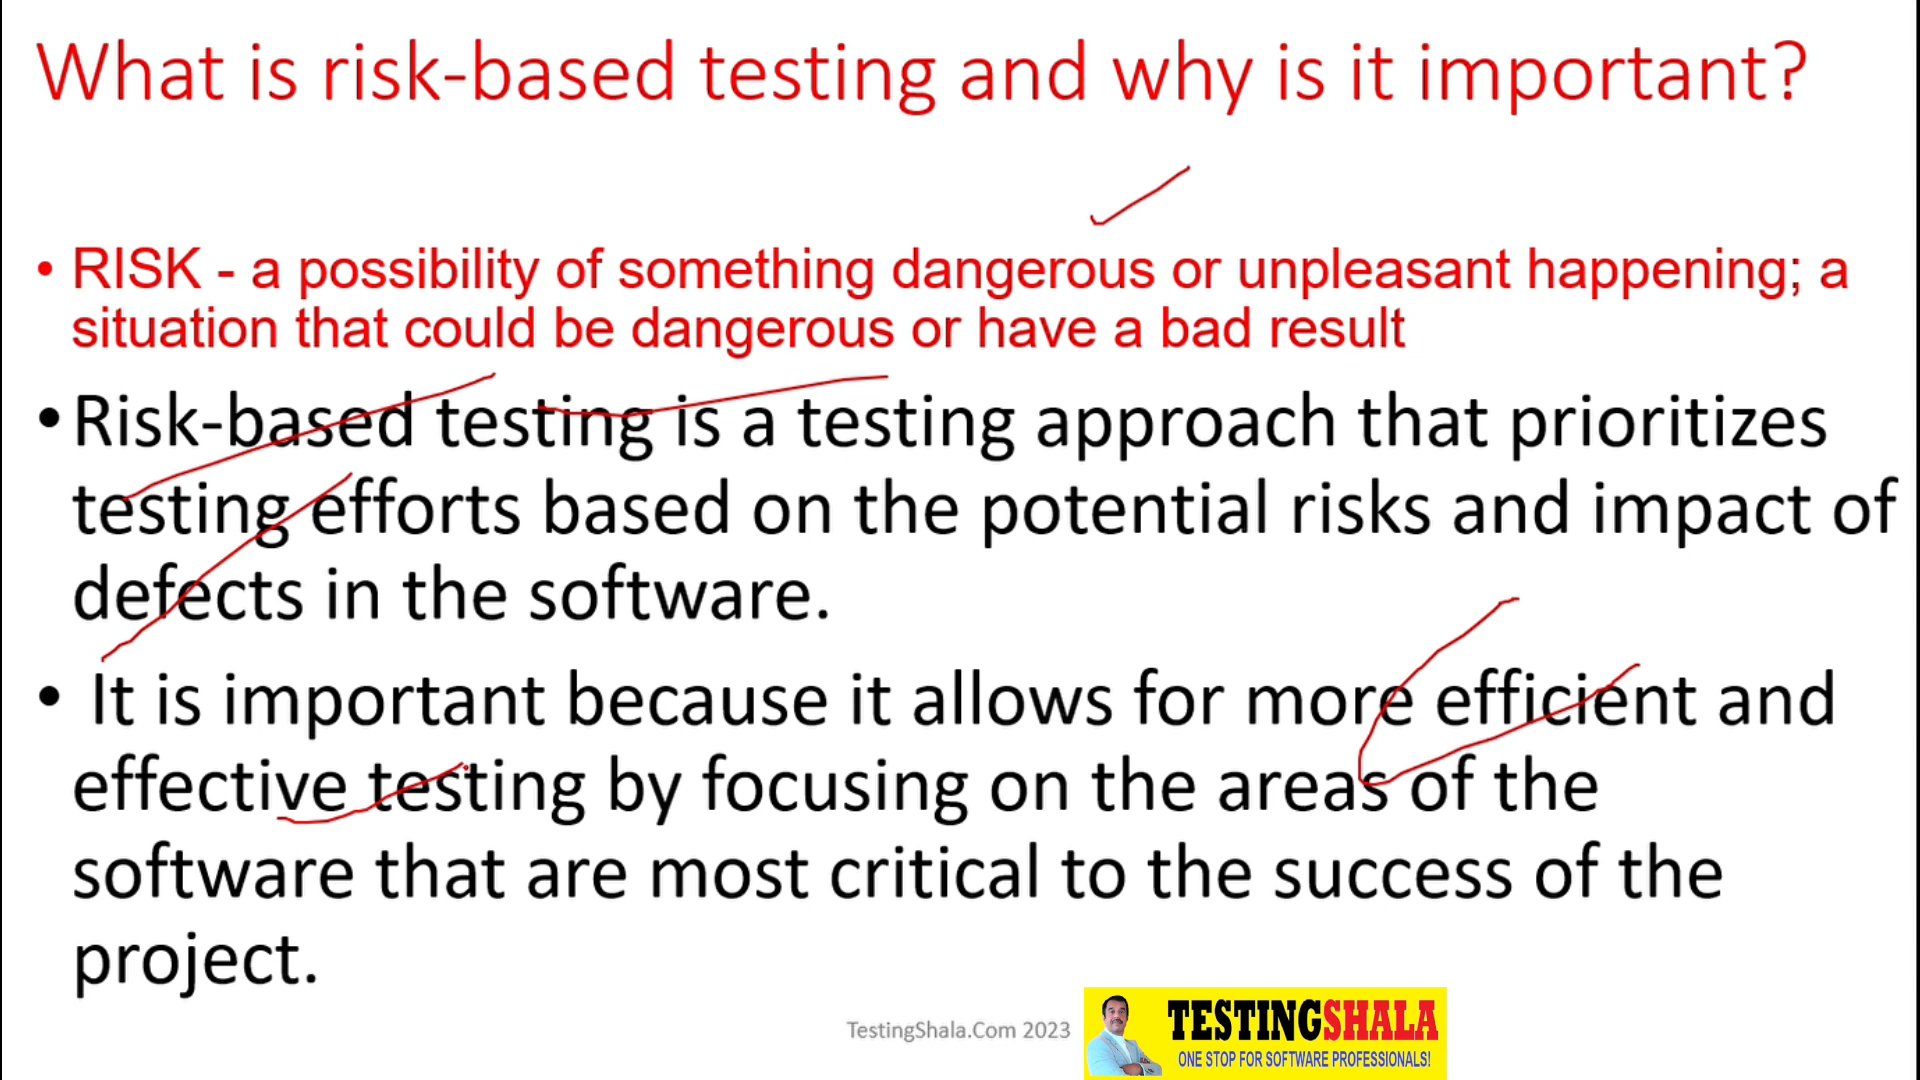 What is risk-based testing and why is it important?
• RISK - a possibility of something dangerous or unpleasant happening; a
situation that could be dangerous or have a bad result
• Risk-based testing is a testing approach that prioritizes
testing efforts based on the potential risks and impact of
defects in the software.
• It is important because it allows for more efficient and
effective testing by focusing on the areas of the
software that are most critical to the success of the
project.
TestingShala.Com 2023
TESTINGSHALA
ONE STOP FOR SOFTWARE PROFESSIONALS!